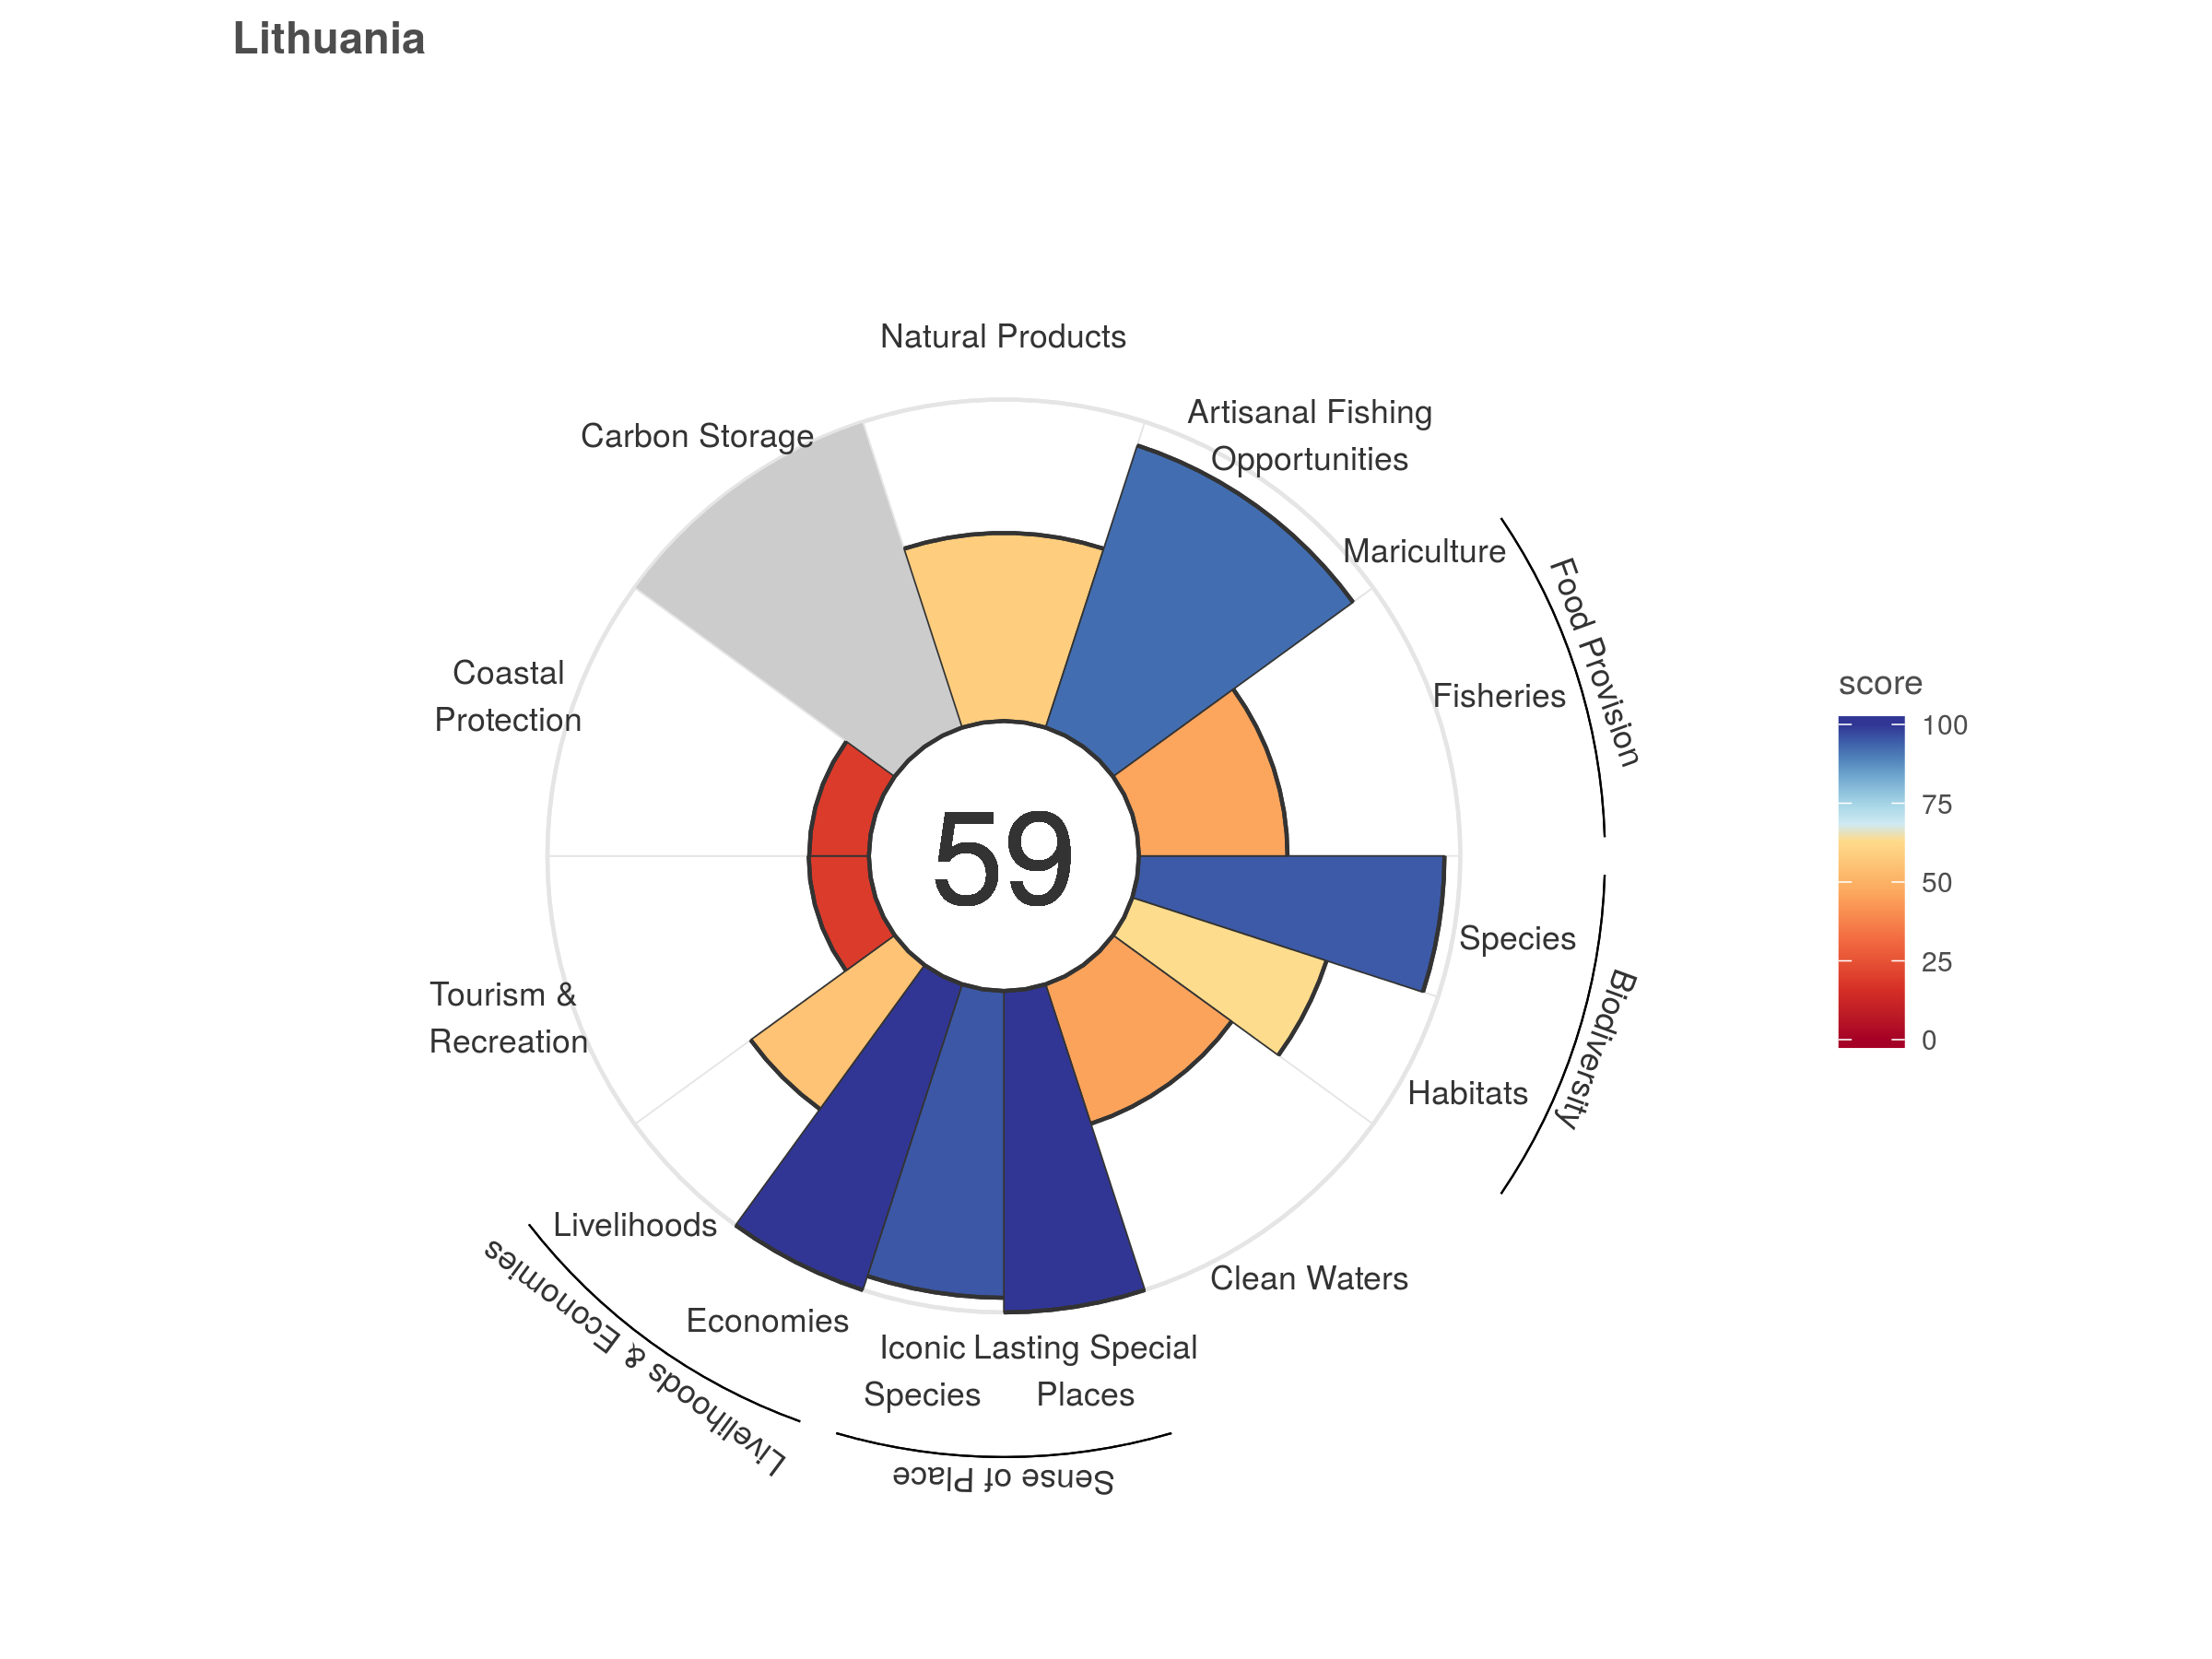 Lithuania
Natural Products
Artisanal Fishing
Opportunities
Carbon Storage
Mariculture
Food Provision
Fisheries
Coastal
Protection
59
Species
Biodiversity
Habitats
Tourism &
Recreation
Livelihoods
Livelihoods & Economies
Economies
Clean Waters
Iconic
Species
Lasting Special
Places
Sense of Place
score
100
75
50
25
0